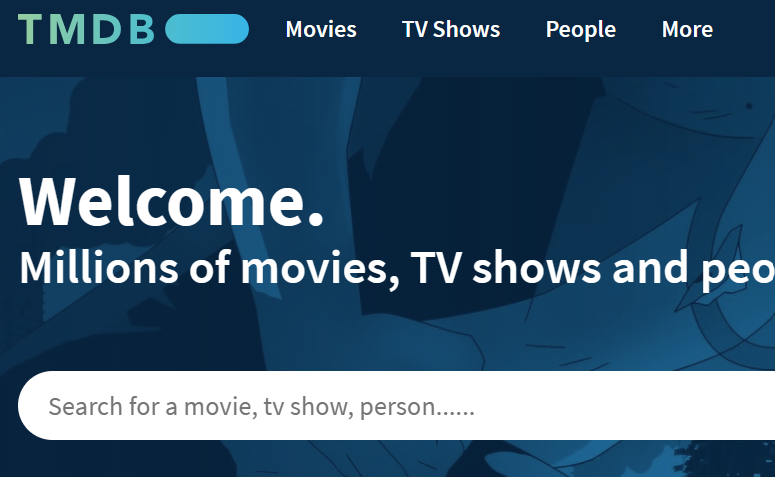 TMDB Movies TV Shows People More
Welcome.
Millions of movies, TV shows and peo
Search for a movie, tv show, person......